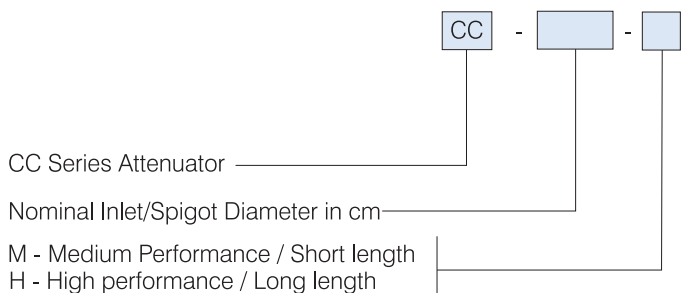 CC - -
CC Series Attenuator
Nominal Inlet/Spigot Diameter in cm
M - Medium Performance / Short length
H - High performance / Long length